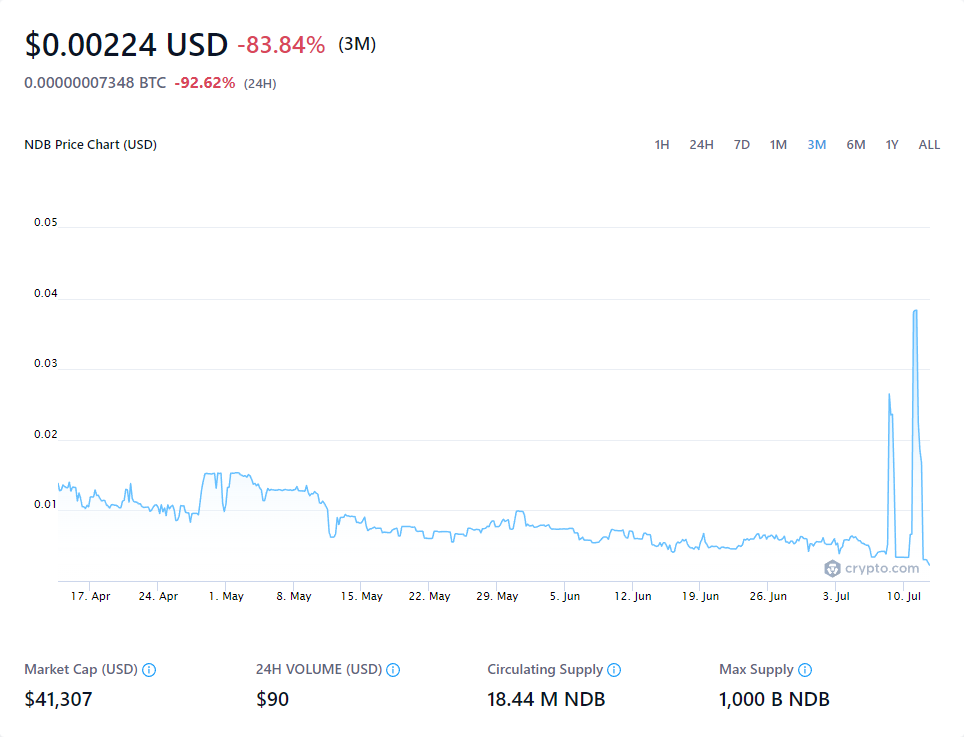 $0.00224 USD -83.84% (3M)
0.00000007348 BTC -92.62% (24H)
NDB Price Chart (USD) 1H 24H 7D 1M 3M 6M 1Y ALL
0.05
0.04
0.03
0.02
0.01
crypto.com
17. Apr 24. Apr 1. May 8. May 15. May 22. May 29. May 5. Jun 12. Jun 19. Jun 26. Jun 3. Jul 10. Jul
Market Cap (USD) 24H VOLUME (USD) Circulating Supply Max Supply
$41,307 $90 18.44 M NDB 1,000 B NDB